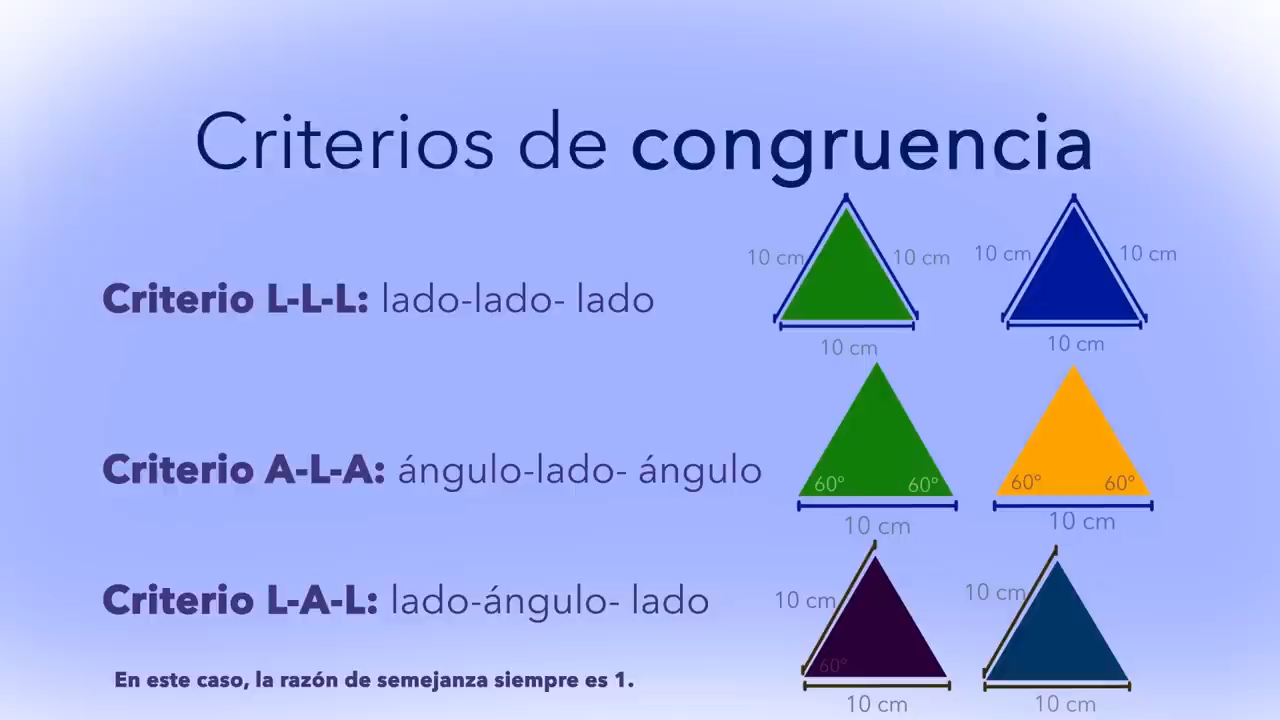 Criterios de congruencia
10 cm 10 cm 10 cm 10 cm
Criterio L-L-L: lado-lado- lado
10 cm 10 cm
Criterio A-L-A: ángulo-lado- ángulo
60° 60° 60° 60°
10 cm 10 cm
Criterio L-A-L: lado-ángulo- lado
10 cm 10 cm
60°
En este caso, la razón de semejanza siempre es 1.
10 cm 10 cm